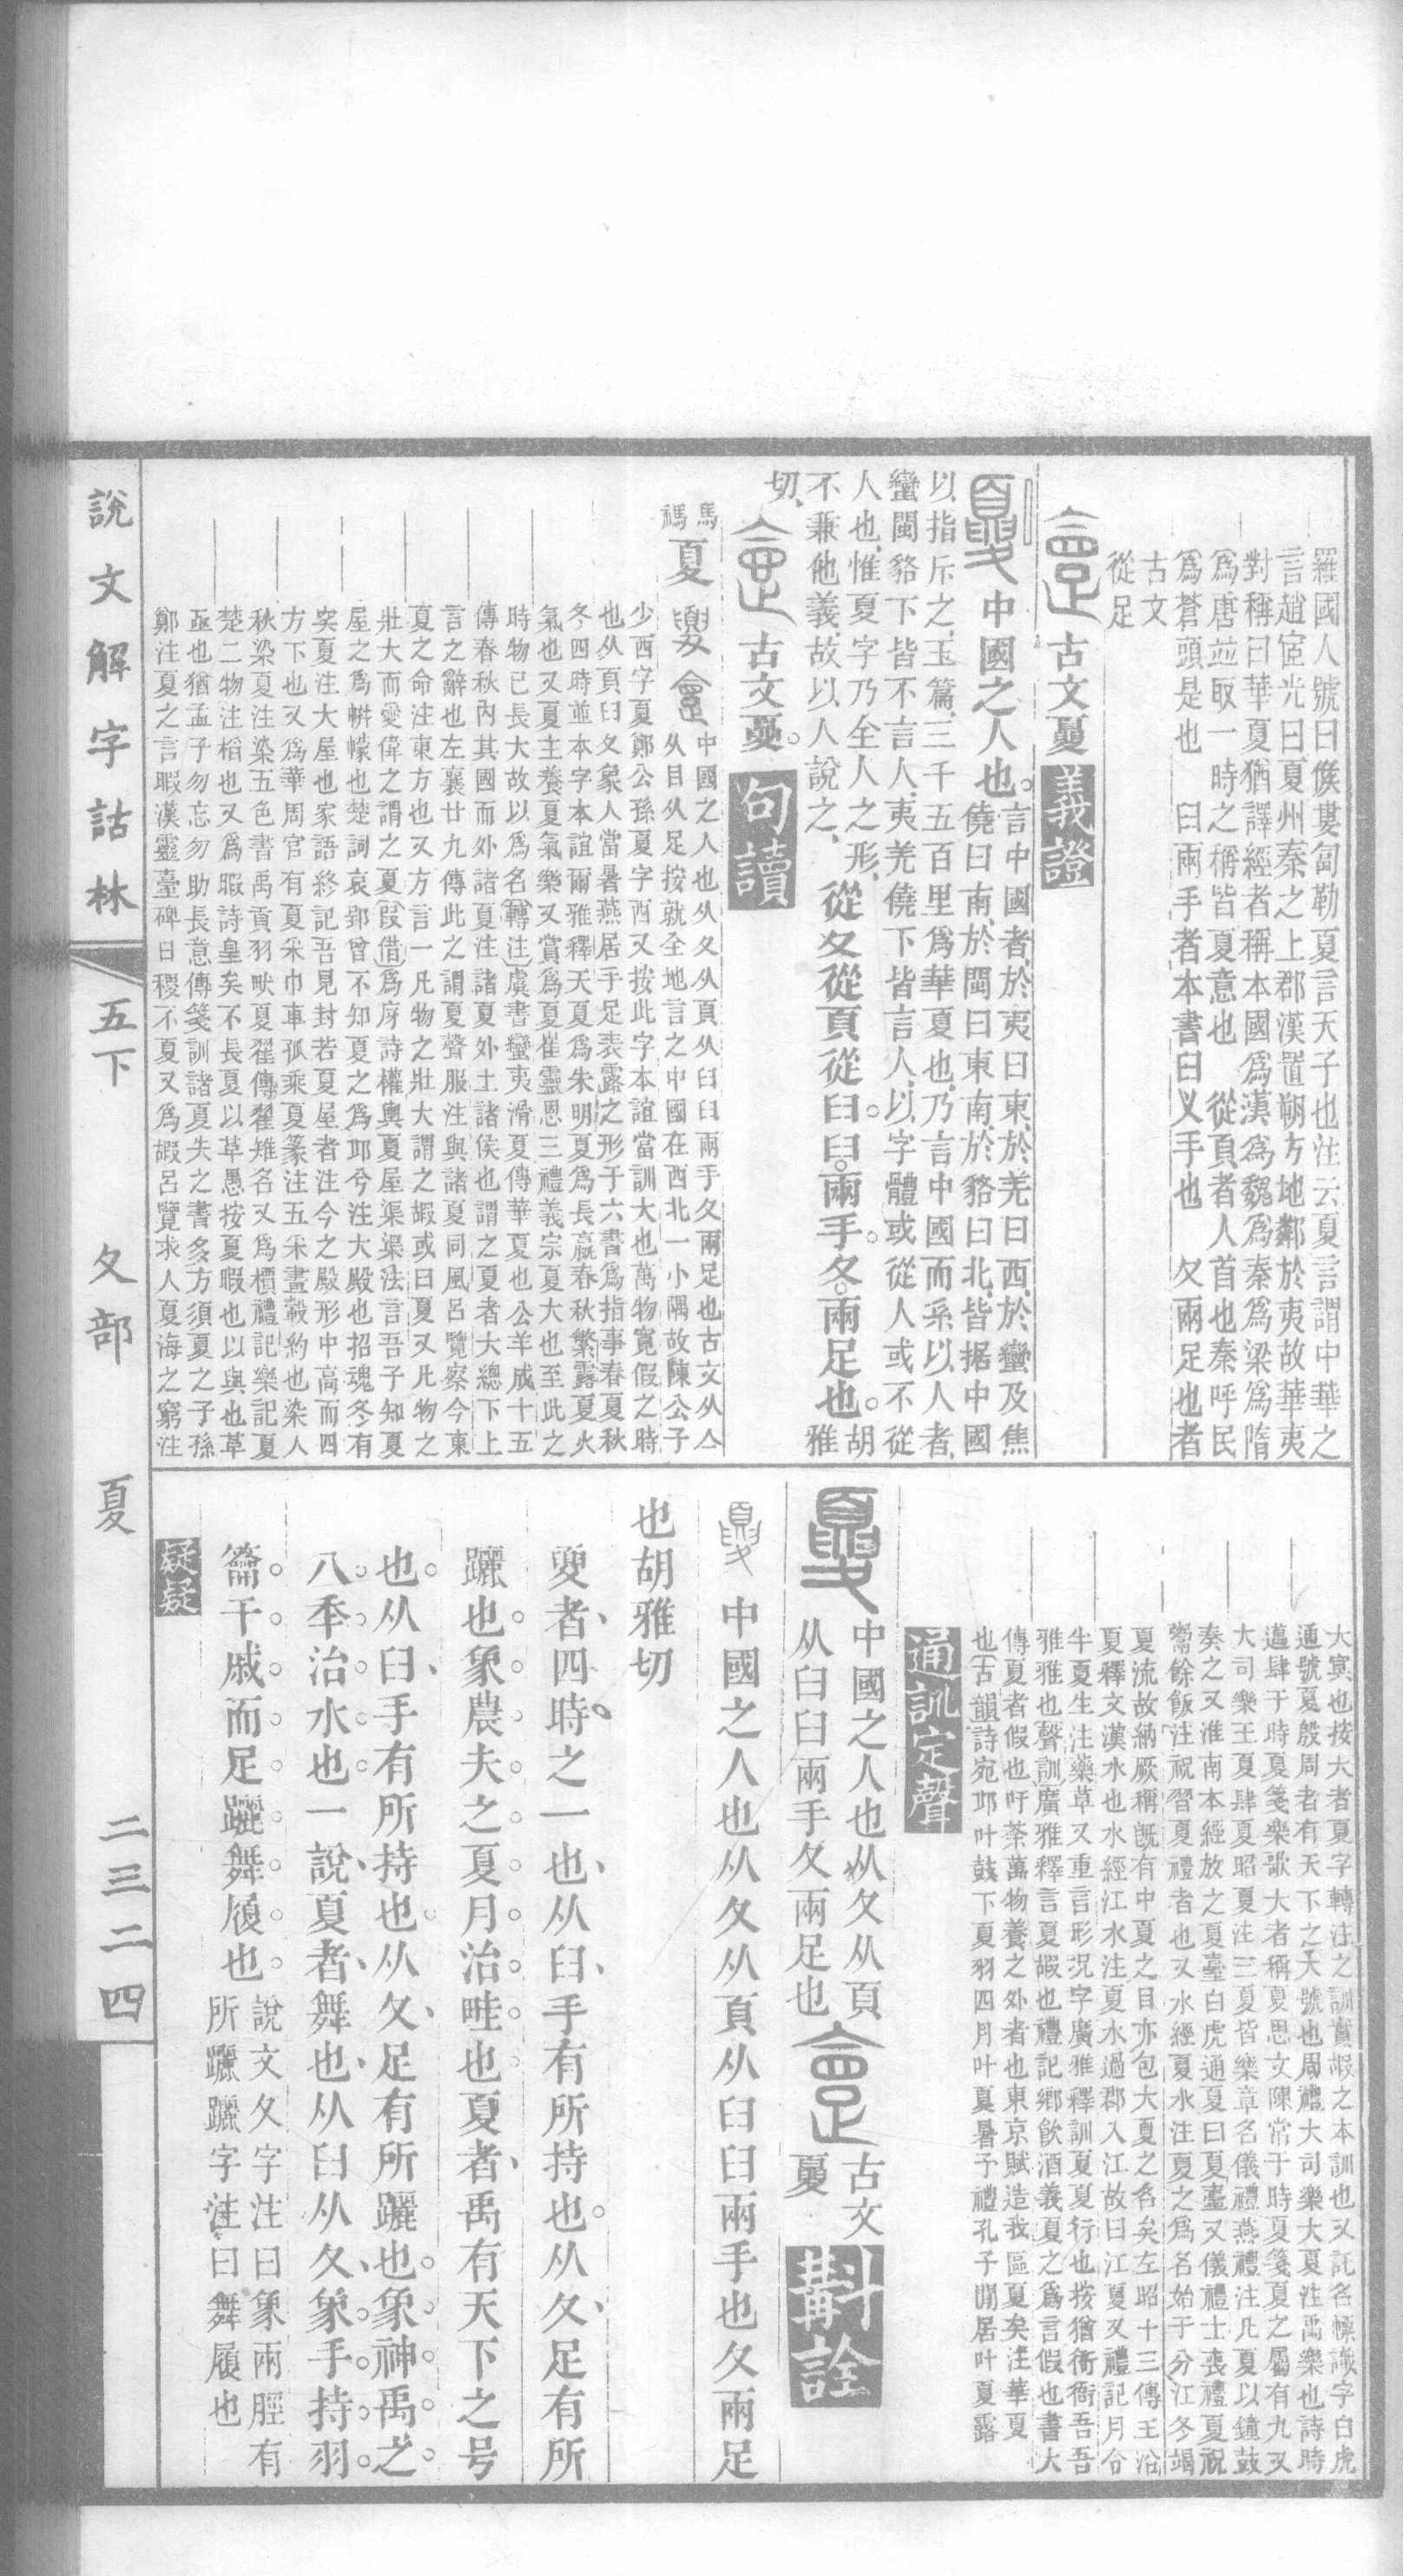 羅國人號曰倏婁訇勒夏言天子也注云夏言謂中華之
言趙宧光曰夏州秦之上郡漢置朔方地鄰於夷故華夷
對稱曰華夏猶譯經者稱本國爲漢爲魏爲秦爲梁爲隋
爲唐竝取一時之稱皆夏意也　從頁者人首也秦呼民
爲蒼頭是也　𦥑兩手者本書𦥑叉手也　夊兩足也者
古文
從足
古文夏 義證
中國之人也。言中國者、於夷曰東、於羌曰西、於蠻及焦
僥曰南、於閩曰東南、於貉曰北、皆据中國
以指斥之、玉篇、三千五百里爲華夏也、乃言中國而系以人者、
蠻閩貉下皆不言人、夷羌僥下皆言人、以字體或從人或不從
人也、惟夏字乃全人之形、
不兼他義、故以人說之、從夊從頁從𦥑。𦥑。兩手。夊。兩足也。胡雅
切、
古文夓。 句讀
馬禡
夏 中國之人也从夊从頁从𦥑𦥑兩手夊兩足也古文从亼
从目从足按就全地言之中國在西北一小隅故陳公子
少西字夏鄭公孫夏字西又按此字本誼當訓大也萬物寬假之時
也从頁臼夊象人當暑燕居手足表露之形于六書爲指事春夏秋
冬四時並本字本誼爾雅釋天夏爲朱明夏爲長嬴春秋繁露夏火
氣也又夏主養夏氣樂又賞爲夏崔靈恩三禮義宗夏大也至此之
時物已長大故以爲名轉注虞書蠻夷滑夏傳華夏也公羊成十五
傳春秋內其國而外諸夏注諸夏外土諸侯也謂之夏者大總下上
言之辭也左襄廿九傳此之謂夏聲服注與諸夏同風呂覽察今東
夏之命注東方也又方言一凡物之壯大謂之嘏或曰夏又凡物之
壯大而愛偉之謂之夏叚借爲序詩權輿夏屋渠渠法言吾子知夏
屋之爲帡幪也楚詞哀郢曾不知夏之爲邱兮注大殿也招魂冬有
突夏注大屋也家語終記吾見封若夏屋者注今之殿形中高而四
方下也又爲華周官有夏采巾車孤乘夏篆注五采畫轂約也染人
秋染夏注染五色書禹貢羽畎夏翟傳翟雉名又爲檟禮記樂記夏
楚二物注榎也又爲暇詩皇矣不長夏以革愚按夏暇也以與也革
亟也猶孟子勿忘勿助長意傳箋訓諸夏失之書多方須夏之子孫
鄭注夏之言暇漢靈臺碑日稷不夏又爲嘏呂覽求人夏海之窮注
大冥也按大者夏字轉注之訓實嘏之本訓也又託名幖識字白虎
通號夏殷周者有天下之大號也周禮大司樂大夏注禹樂也詩時
邁肆于時夏箋樂歌大者稱夏思文陳常于時夏箋夏之屬有九又
大司樂王夏肆夏昭夏注三夏皆樂章名儀禮燕禮注凡夏以鐘鼓
奏之又淮南本經放之夏臺白虎通夏曰夏臺又儀禮士喪禮夏祝
鬻餘飯注祝習夏禮者也又水經夏水注夏之爲名始于分江冬竭
夏流故納厥稱旣有中夏之目亦包大夏之名矣左昭十三傳王沿
夏釋文漢水也水經江水注夏水過郡入江故曰江夏又禮記月令
半夏生注藥草又重言形况字廣雅釋訓夏夏行也按猶衙衙吾吾
雅雅也聲訓廣雅釋言夏嘏也禮記鄉飲酒義夏之爲言假也書大
傳夏者假也吁荼萬物養之外者也東京賦造我區夏矣注華夏
也古韻詩宛邱叶鼓下夏羽四月叶夏暑予禮孔子閒居叶夏露
通訓定聲
中國之人也从夊从頁
从𦥑𦥑兩手夊兩足也 古文夓 斠詮
中國之人也从夊从頁从𦥑𦥑兩手也夊兩足
也胡雅切
夓者四時之一也从𦥑、手有所持也。从夊、足有所
躧也。象農夫之夏月治畦也。夏者、禹有天下之号
也。从𦥑、手有所持也。从夊、足有所躧也。象神禹之
八秊治水也。一說夏者、舞也、从𦥑从夊、象手持羽
籥干戚而足躧舞履也。說文夊字注曰象兩脛有
所躧躧字注曰舞履也
疑疑
說文解字詁林　五下　夊部　夏　二三二四